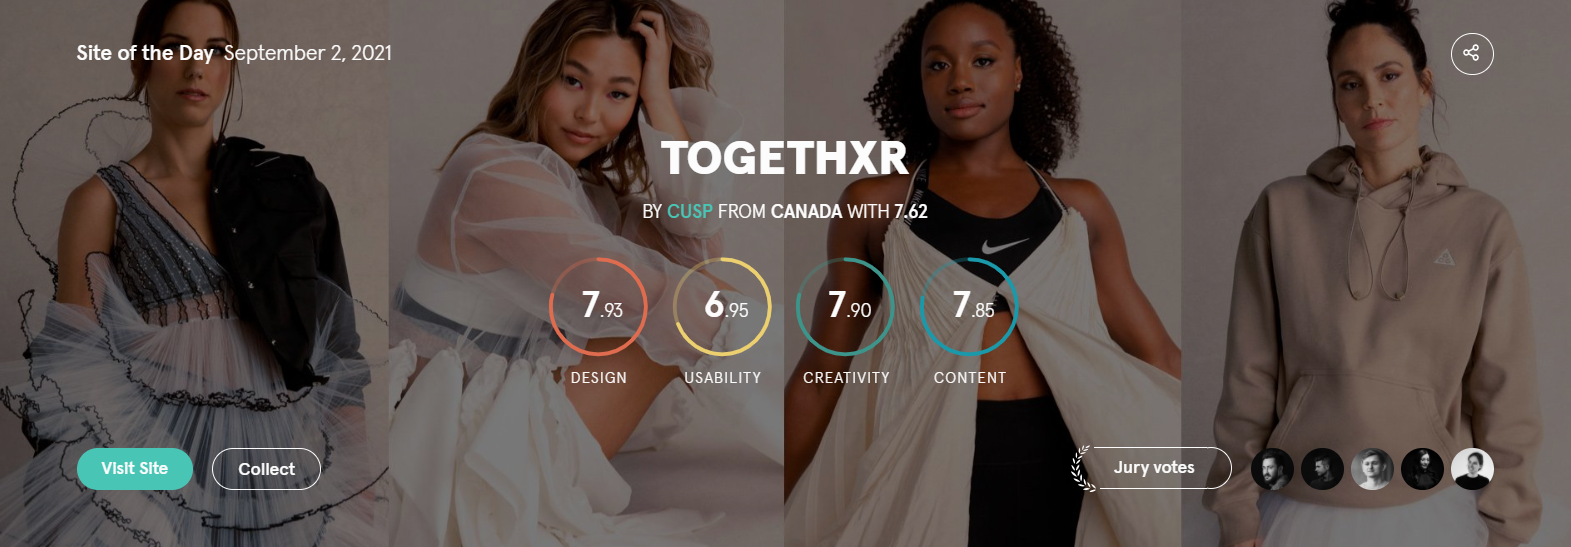 Site of the Day September 2, 2021
TOGETHXR
BY CUSP FROM CANADA WITH 7.62
7.93
6.95
7.90
7.85
DESIGN
USABILITY
CREATIVITY
CONTENT
Visit Site
Collect
Jury votes